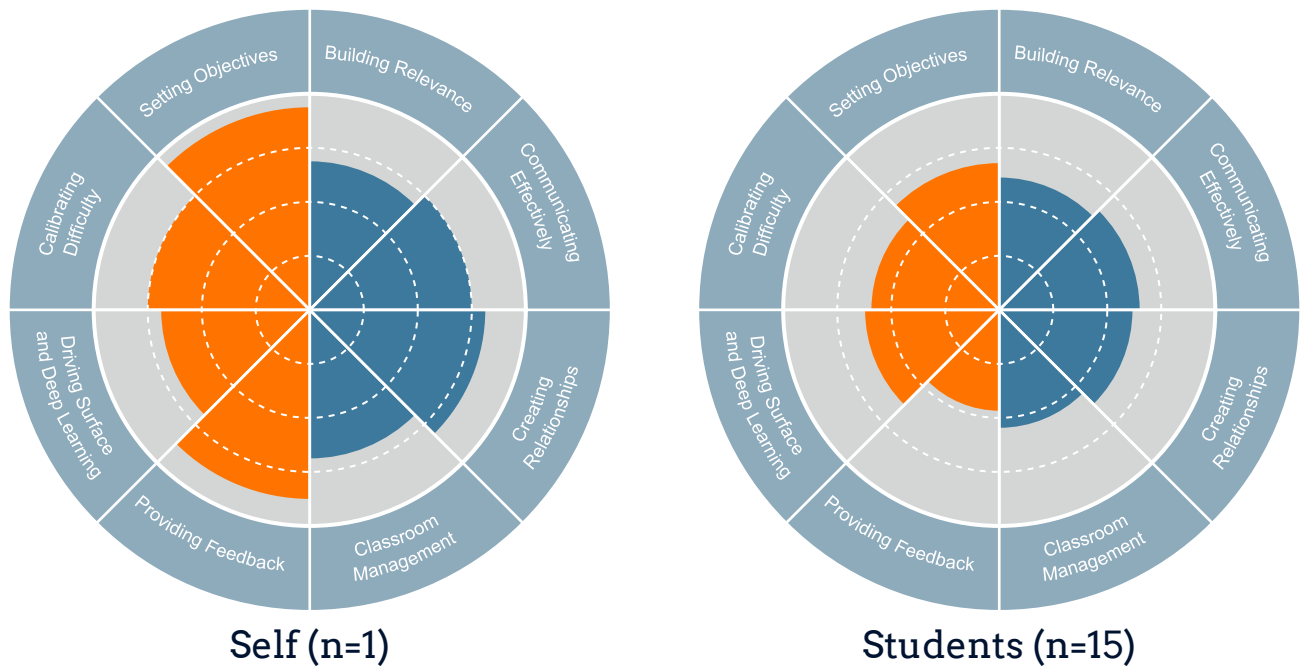 Setting Objectives
Building Relevance
Communicating
Effectively
Creating
Relationships
Classroom
Management
Providing Feedback
Driving Surface
and Deep Learning
Calibrating
Difficulty
Self (n=1)
Setting Objectives
Building Relevance
Communicating
Effectively
Creating
Relationships
Classroom
Management
Providing Feedback
Driving Surface
and Deep Learning
Calibrating
Difficulty
Students (n=15)